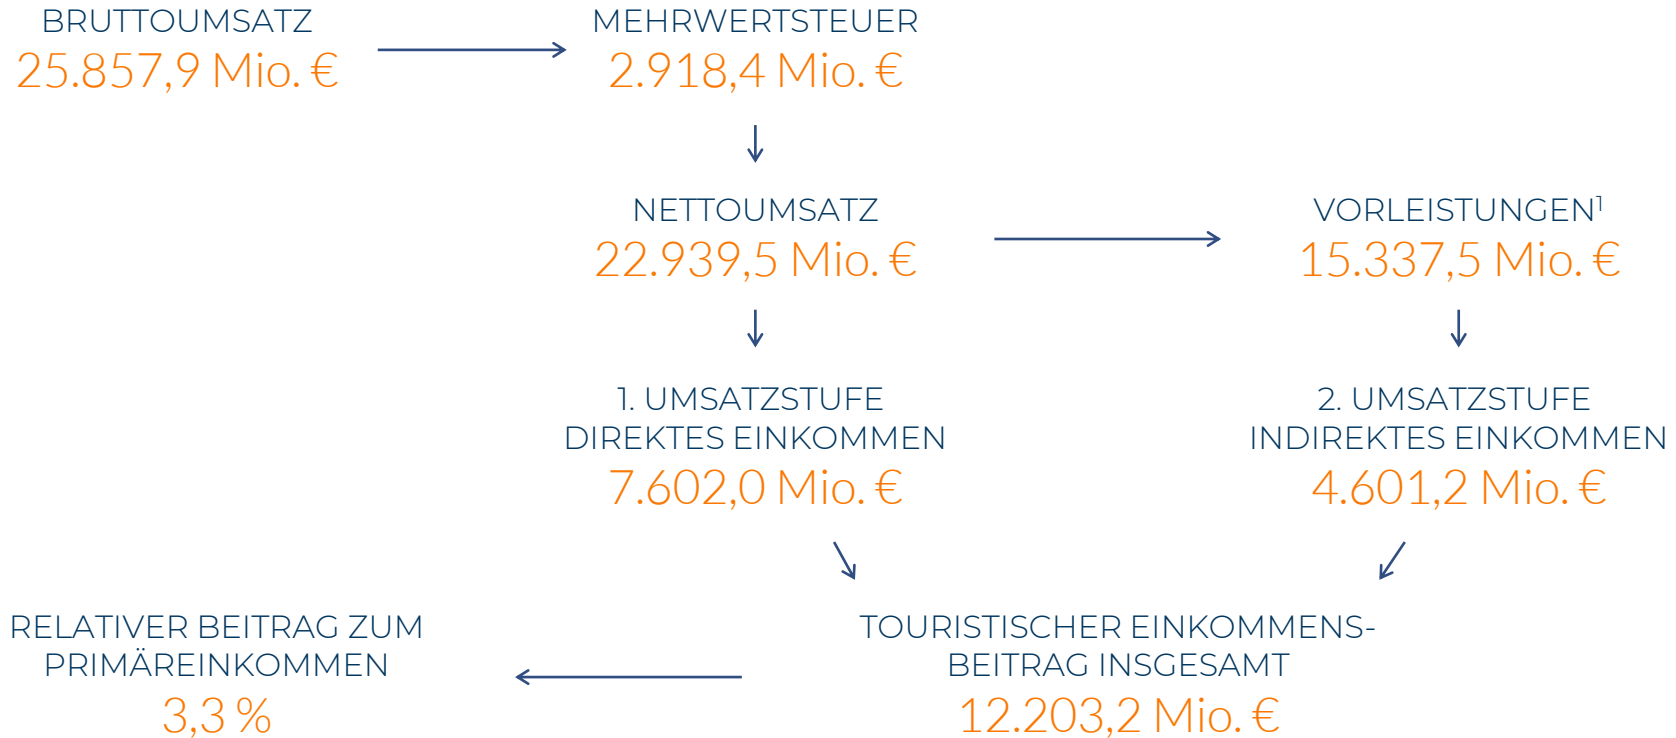 BRUTTOUMSATZ
25.857,9 Mio. €
MEHRWERTSTEUER
2.918,4 Mio. €
NETTOUMSATZ
22.939,5 Mio. €
VORLEISTUNGEN¹
15.337,5 Mio. €
1. UMSATZSTUFE
DIREKTES EINKOMMEN
7.602,0 Mio. €
2. UMSATZSTUFE
INDIREKTES EINKOMMEN
4.601,2 Mio. €
RELATIVER BEITRAG ZUM
PRIMÄREINKOMMEN
3,3 %
TOURISTISCHER EINKOMMENS-
BEITRAG INSGESAMT
12.203,2 Mio. €